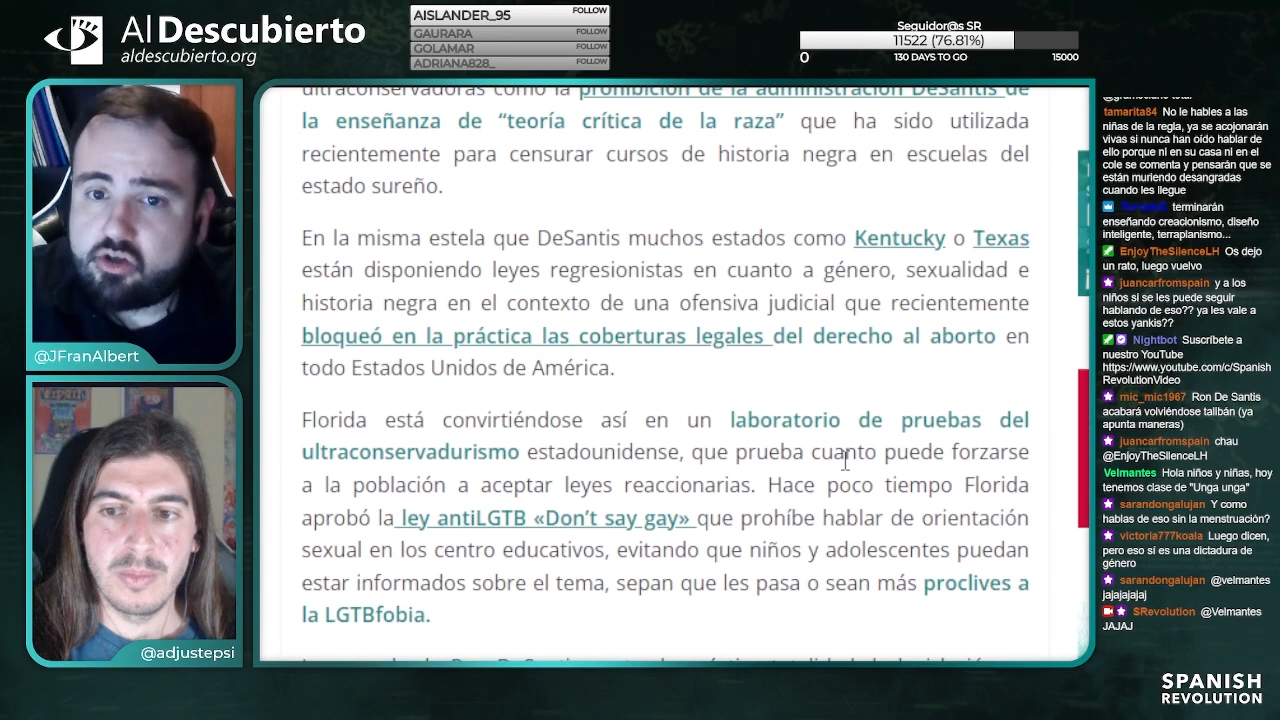 Al Descubierto
aldescubierto.org
AISLANDER_95 FOLLOW
GAURARA FOLLOW
GOLAMAR FOLLOW
ADRIANA828_ FOLLOW
Seguidor@s SR
11522 (76.81%)
0 130 DAYS TO GO 15000
@JFranAlbert
@adjustepsi
ultraconservadoras como la prohibición de la administración DeSantis de
la enseñanza de “teoría crítica de la raza” que ha sido utilizada
recientemente para censurar cursos de historia negra en escuelas del
estado sureño.
En la misma estela que DeSantis muchos estados como Kentucky o Texas
están disponiendo leyes regresionistas en cuanto a género, sexualidad e
historia negra en el contexto de una ofensiva judicial que recientemente
bloqueó en la práctica las coberturas legales del derecho al aborto en
todo Estados Unidos de América.
Florida está convirtiéndose así en un laboratorio de pruebas del
ultraconservadurismo estadounidense, que prueba cuanto puede forzarse
a la población a aceptar leyes reaccionarias. Hace poco tiempo Florida
aprobó la ley antiLGTB «Don’t say gay» que prohíbe hablar de orientación
sexual en los centro educativos, evitando que niños y adolescentes puedan
estar informados sobre el tema, sepan que les pasa o sean más proclives a
la LGTBfobia.
tamarita84 No le hables a las
niñas de la regla, ya se acojonarán
vivas si nunca han oído hablar de
ello porque ni en su casa ni en el
cole se comenta y pensarán que se
están muriendo desangradas
cuando les llegue
terminarán
enseñando creacionismo, diseño
inteligente, terraplanismo...
EnjoyTheSilenceLH Os dejo
un rato, luego vuelvo
juancarfromspain y a los
niños si se les puede seguir
hablando de eso?? ya les vale a
estos yankis??
Nightbot Suscríbete a
nuestro YouTube
https://www.youtube.com/c/Spanish
RevolutionVideo
mic_mic1967 Ron De Santis
acabará volviéndose talibán (ya
apunta maneras)
juancarfromspain chau
@EnjoyTheSilenceLH
Velmantes Hola niños y niñas, hoy
tenemos clase de "Unga unga"
sarandongalujan Y como
hablas de eso sin la menstruación?
victoria777koala Luego dicen,
pero eso sí es una dictadura de
género
sarandongalujan @velmantes
jajajajajaj
SRevolution @Velmantes
JAJAJ
SPANISH
REVOLUTION